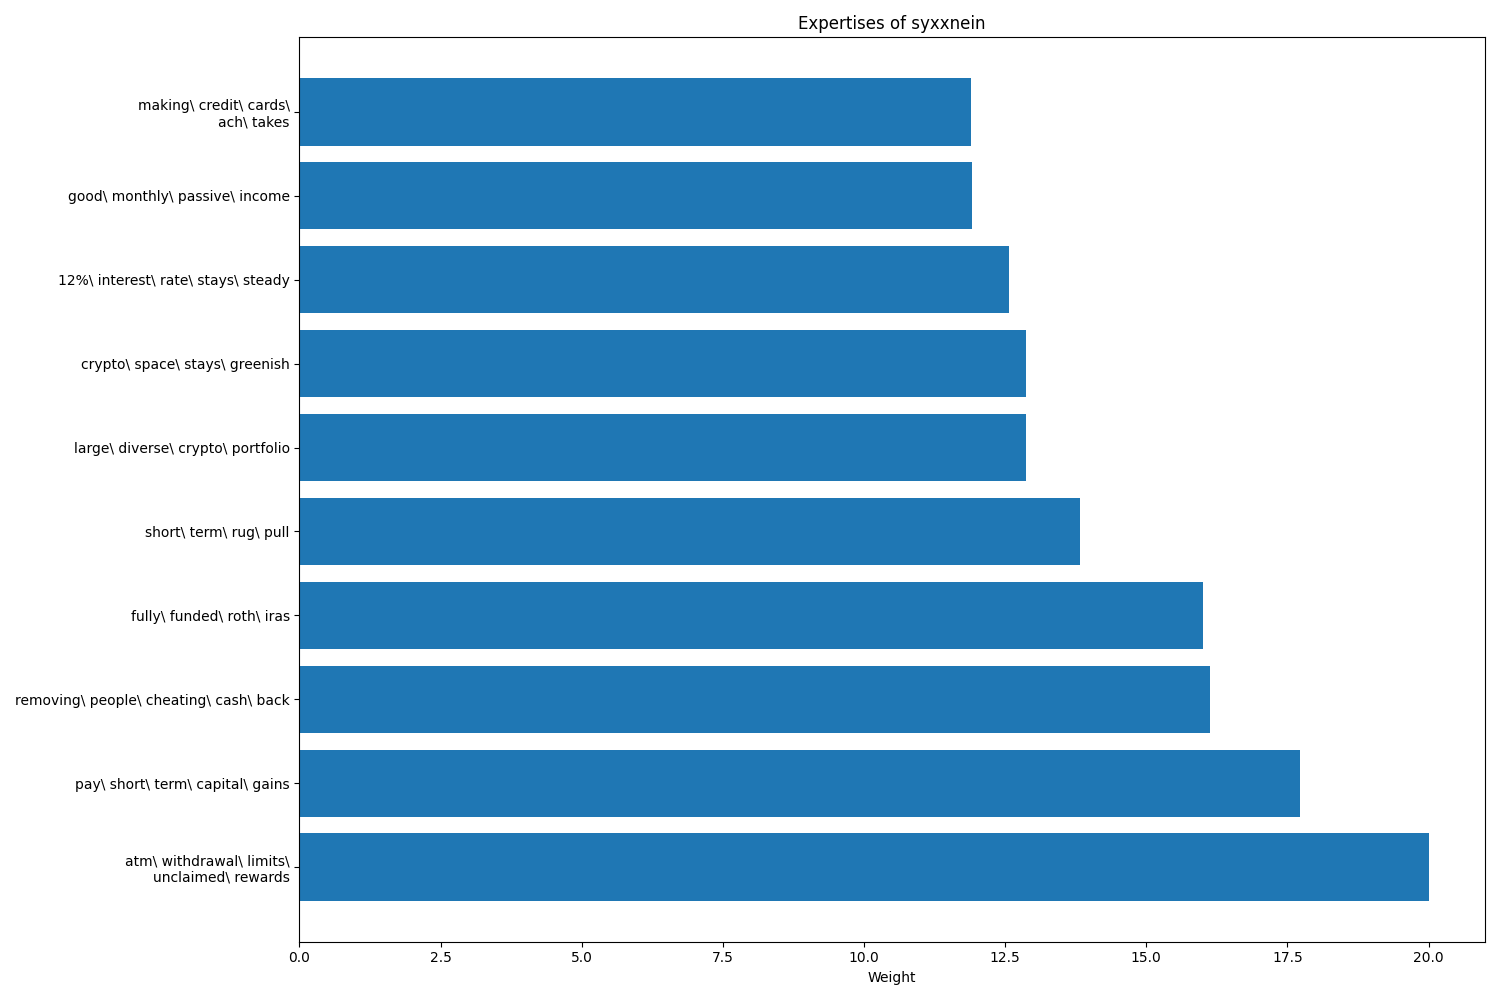 Expertises of syxxnein
making\ credit\ cards\
ach\ takes
good\ monthly\ passive\ income
12%\ interest\ rate\ stays\ steady
crypto\ space\ stays\ greenish
large\ diverse\ crypto\ portfolio
short\ term\ rug\ pull
fully\ funded\ roth\ iras
removing\ people\ cheating\ cash\ back
pay\ short\ term\ capital\ gains
atm\ withdrawal\ limits\
unclaimed\ rewards
0.0 2.5 5.0 7.5 10.0 12.5 15.0 17.5 20.0
Weight